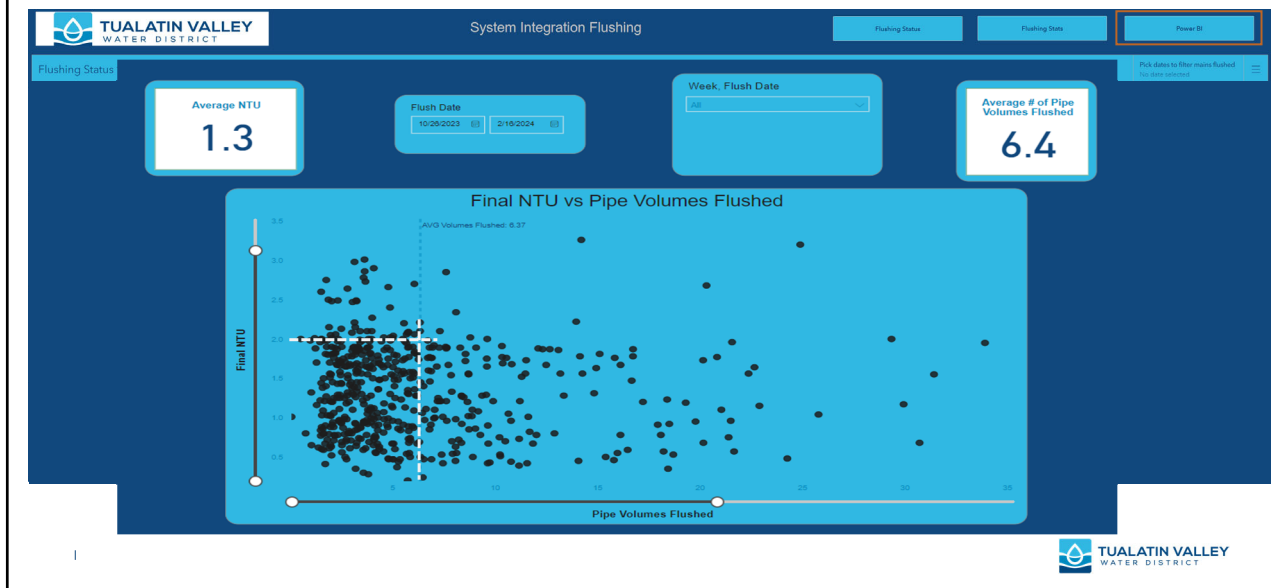 TUALATIN VALLEY
WATER DISTRICT
System Integration Flushing
Flushing Status
Flushing Stats
Power BI
Flushing Status
Pick dates to filter mains flushed
No date selected
Average NTU
1.3
Flush Date
10/26/2023
2/16/2024
Week, Flush Date
All
Average # of Pipe
Volumes Flushed
6.4
Final NTU vs Pipe Volumes Flushed
AVG Volumes Flushed: 6.37
Final NTU
3.5
3.0
2.5
2.0
1.5
1.0
0.8
5
10
15
20
25
30
35
Pipe Volumes Flushed
|
TUALATIN VALLEY
WATER DISTRICT